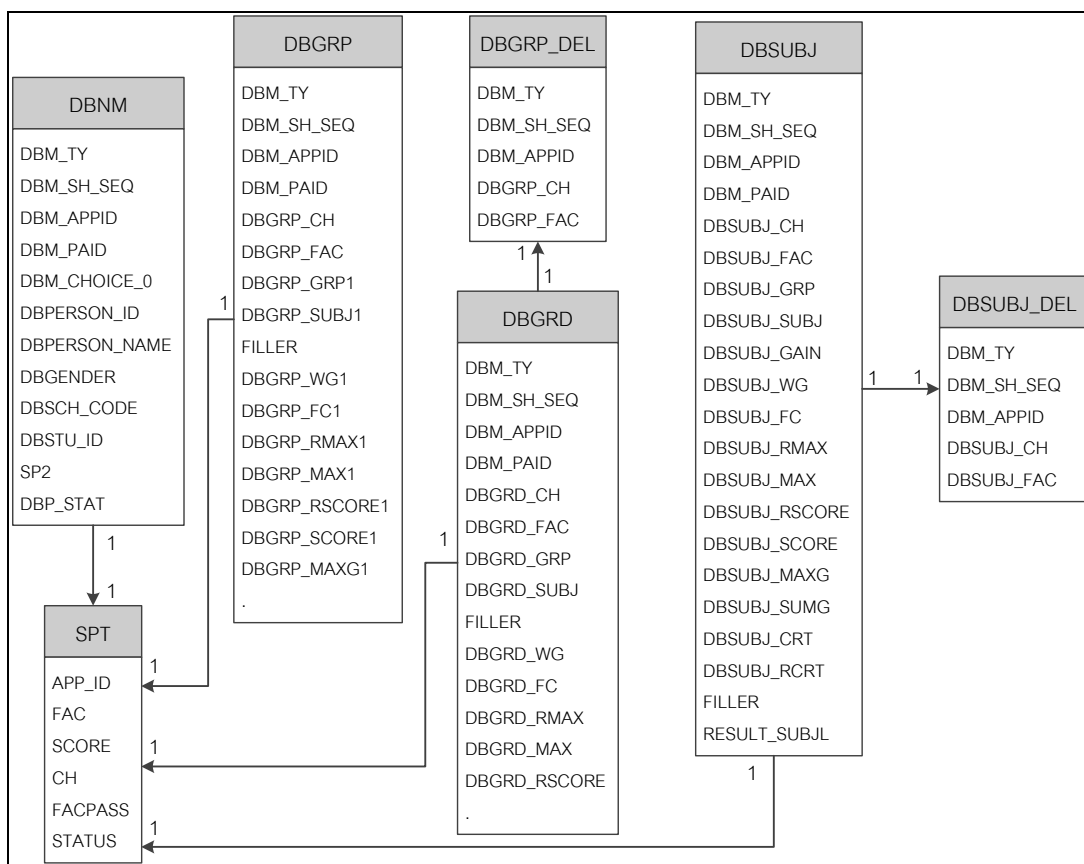 DBNM
DBM_TY
DBM_SH_SEQ
DBM_APPID
DBM_PAID
DBM_CHOICE_0
DBPERSON_ID
DBPERSON_NAME
DBGENDER
DBSCH_CODE
DBSTU_ID
SP2
DBP_STAT
1
1
SPT
APP_ID
FAC
SCORE
CH
FACPASS
STATUS
DBGRP
DBM_TY
DBM_SH_SEQ
DBM_APPID
DBM_PAID
DBGRP_CH
DBGRP_FAC
DBGRP_GRP1
DBGRP_SUBJ1
FILLER
DBGRP_WG1
DBGRP_FC1
DBGRP_RMAX1
DBGRP_MAX1
DBGRP_RSCORE1
DBGRP_SCORE1
DBGRP_MAXG1
.
1
1
DBGRP_DEL
DBM_TY
DBM_SH_SEQ
DBM_APPID
DBGRP_CH
DBGRP_FAC
1
1
DBGRD
DBM_TY
DBM_SH_SEQ
DBM_APPID
DBM_PAID
DBGRD_CH
DBGRD_FAC
DBGRD_GRP
DBGRD_SUBJ
FILLER
DBGRD_WG
DBGRD_FC
DBGRD_RMAX
DBGRD_MAX
DBGRD_RSCORE
.
1
1
DBSUBJ
DBM_TY
DBM_SH_SEQ
DBM_APPID
DBM_PAID
DBSUBJ_CH
DBSUBJ_FAC
DBSUBJ_GRP
DBSUBJ_SUBJ
DBSUBJ_GAIN
DBSUBJ_WG
DBSUBJ_FC
DBSUBJ_RMAX
DBSUBJ_MAX
DBSUBJ_RSCORE
DBSUBJ_SCORE
DBSUBJ_MAXG
DBSUBJ_SUMG
DBSUBJ_CRT
DBSUBJ_RCRT
FILLER
RESULT_SUBJL
1
1
1 1
DBSUBJ_DEL
DBM_TY
DBM_SH_SEQ
DBM_APPID
DBSUBJ_CH
DBSUBJ_FAC